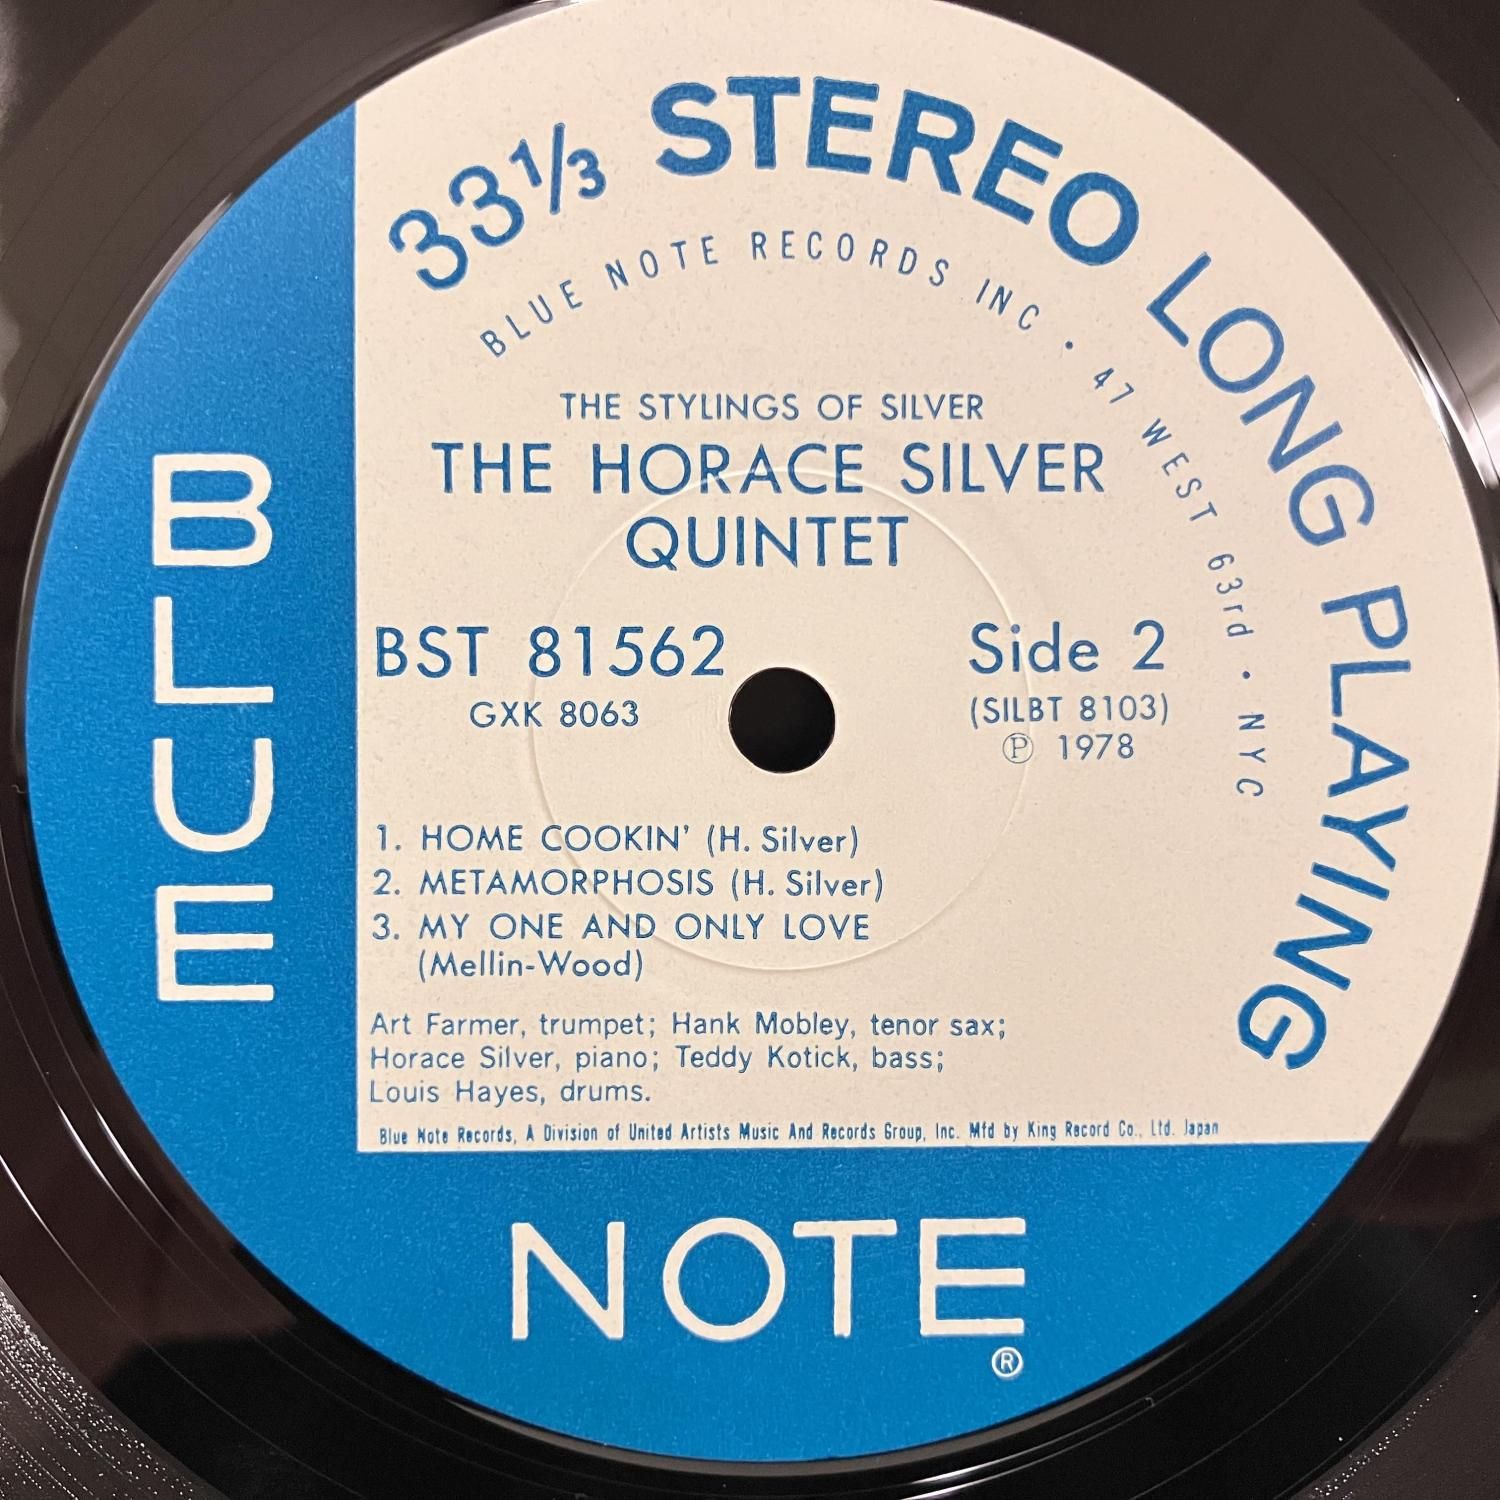 33 1/3 STEREO LONG PLAYING
BLUE NOTE RECORDS INC · 47 WEST 63rd · NYC
THE STYLINGS OF SILVER
THE HORACE SILVER
QUINTET
BST 81562
GXK 8063
Side 2
(SILBT 8103)
Ⓟ 1978
1. HOME COOKIN' (H. Silver)
2. METAMORPHOSIS (H. Silver)
3. MY ONE AND ONLY LOVE
(Mellin-Wood)
Art Farmer, trumpet; Hank Mobley, tenor sax;
Horace Silver, piano; Teddy Kotick, bass;
Louis Hayes, drums.
Blue Note Records, A Division of United Artists Music And Records Group, Inc. Mfd by King Record Co., Ltd. Japan
BLUE
NOTE
®